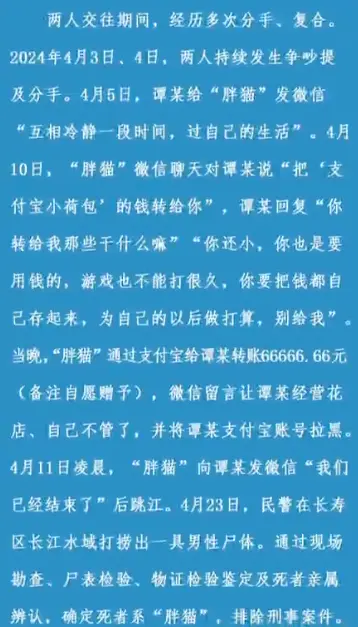 两人交往期间，经历多次分手、复合。
2024年4月3日、4日，两人持续发生争吵提
及分手。4月5日，谭某给“胖猫”发微信
“互相冷静一段时间，过自己的生活”。4月
10日，“胖猫”微信聊天对谭某说“把‘支
付宝小荷包’的钱转给你”，谭某回复“你
转给我那些干什么嘛”“你还小，你也是要
用钱的，游戏也不能打很久，你要把钱都自
己存起来，为自己的以后做打算，别给我”。
当晚，“胖猫”通过支付宝给谭某转账66666.66元
（备注自愿赠予），微信留言让谭某经营花
店、自己不管了，并将谭某支付宝账号拉黑。
4月11日凌晨，“胖猫”向谭某发微信“我们
已经结束了”后跳江。4月23日，民警在长寿
区长江水域打捞出一具男性尸体。通过现场
勘查、尸表检验、物证检验鉴定及死者亲属
辨认，确定死者系“胖猫”，排除刑事案件。